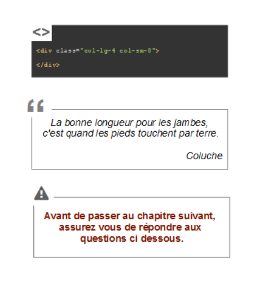 <>
<div class="col-lg-4 col-sm-8">
</div>
"
La bonne longueur pour les jambes,
c'est quand les pieds touchent par terre.
Coluche
Avant de passer au chapitre suivant,
assurez vous de répondre aux
questions ci dessous.